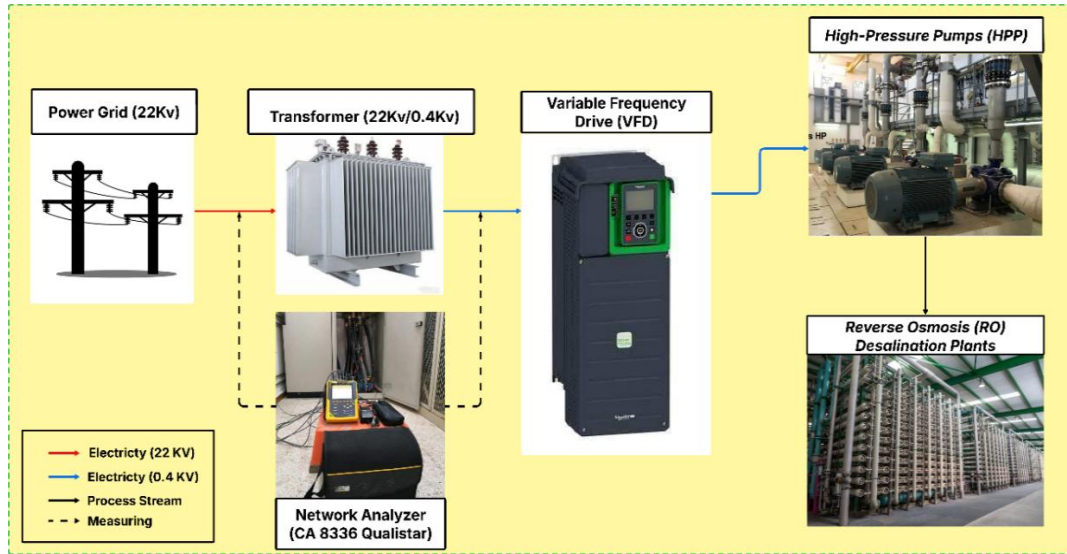 High-Pressure Pumps (HPP)
Power Grid (22Kv)
Transformer (22Kv/0.4Kv)
Variable Frequency
Drive (VFD)
s HP
Reverse Osmosis (RO)
Desalination Plants
Electricty (22 KV)
Electricty (0.4 KV)
Process Stream
Measuring
Network Analyzer
(CA 8336 Qualistar)